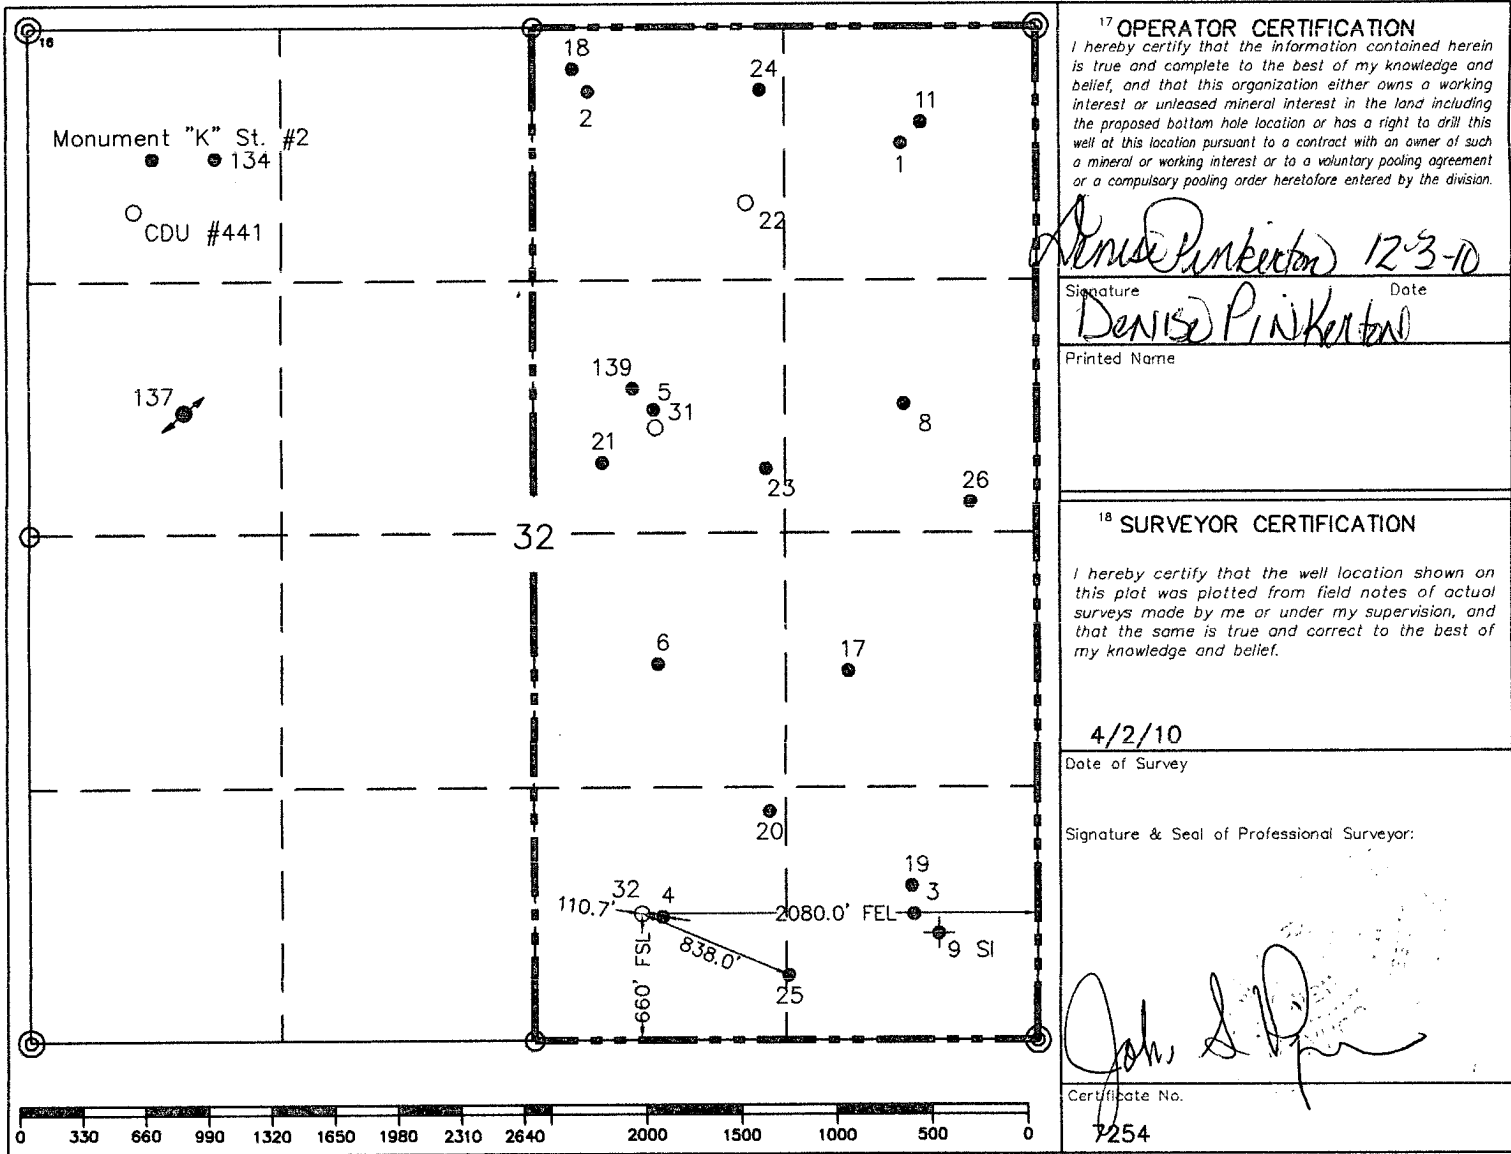 16
18
24
2
11
Monument "K" St. #2
134
1
22
CDU #441
139
5
137
31
8
21
23
26
32
6
17
20
19
32
4
3
110.7'
2080.0' FEL
838.0'
9 SI
660' FSL
25
0 330 660 990 1320 1650 1980 2310 2640 2000 1500 1000 500 0
17 OPERATOR CERTIFICATION
I hereby certify that the information contained herein
is true and complete to the best of my knowledge and
belief, and that this organization either owns a working
interest or unleased mineral interest in the land including
the proposed bottom hole location or has a right to drill this
well at this location pursuant to a contract with an owner of such
a mineral or working interest or to a voluntary pooling agreement
or a compulsory pooling order heretofore entered by the division.
Denise Pinkerton 12-3-10
Signature Date
Denise Pinkerton
Printed Name
18 SURVEYOR CERTIFICATION
I hereby certify that the well location shown on
this plat was plotted from field notes of actual
surveys made by me or under my supervision, and
that the same is true and correct to the best of
my knowledge and belief.
4/2/10
Date of Survey
Signature & Seal of Professional Surveyor:
John S
Certificate No.
7254